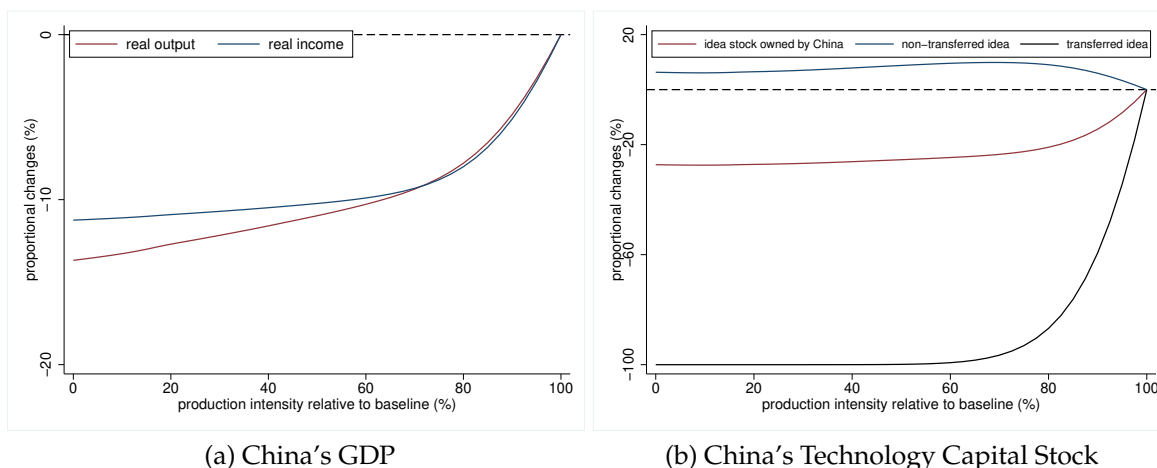 real output real income
0
−10
−20
proportional changes (%)
0 20 40 60 80 100
production intensity relative to baseline (%)
(a) China's GDP
idea stock owned by China non−transferred idea transferred idea
20
−20
−60
−100
proportional changes (%)
0 20 40 60 80 100
production intensity relative to baseline (%)
(b) China's Technology Capital Stock